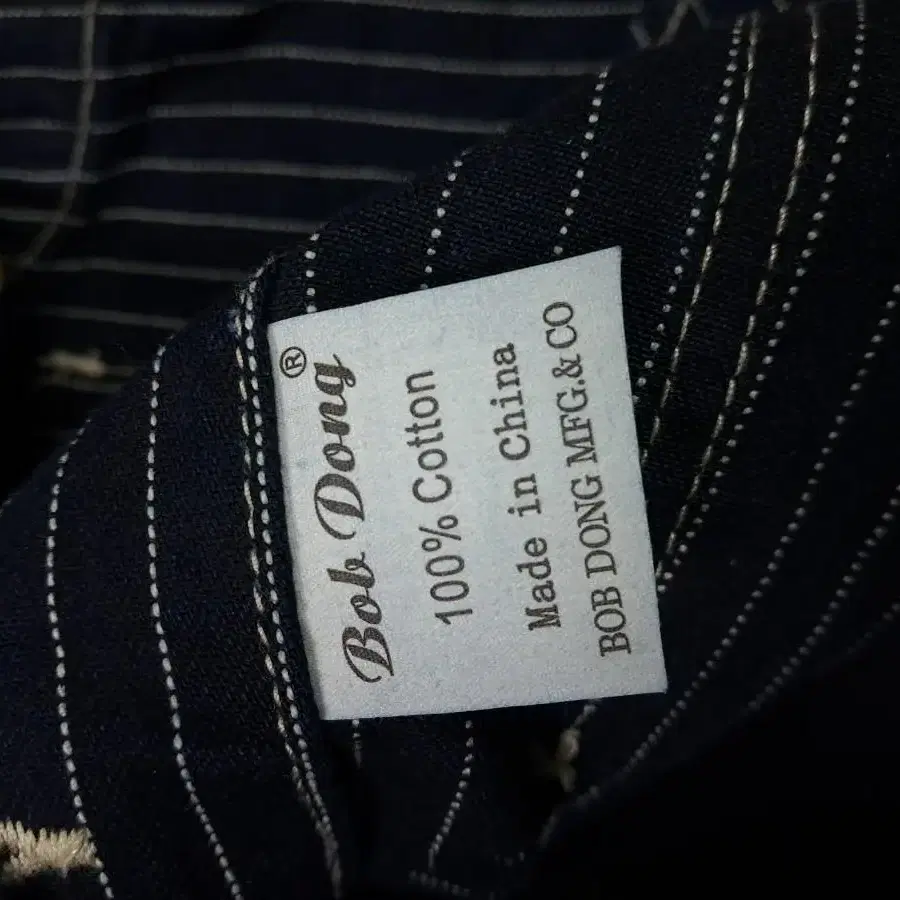 Bob Dong®
100% Cotton
Made in China
BOB DONG MFG.& CO